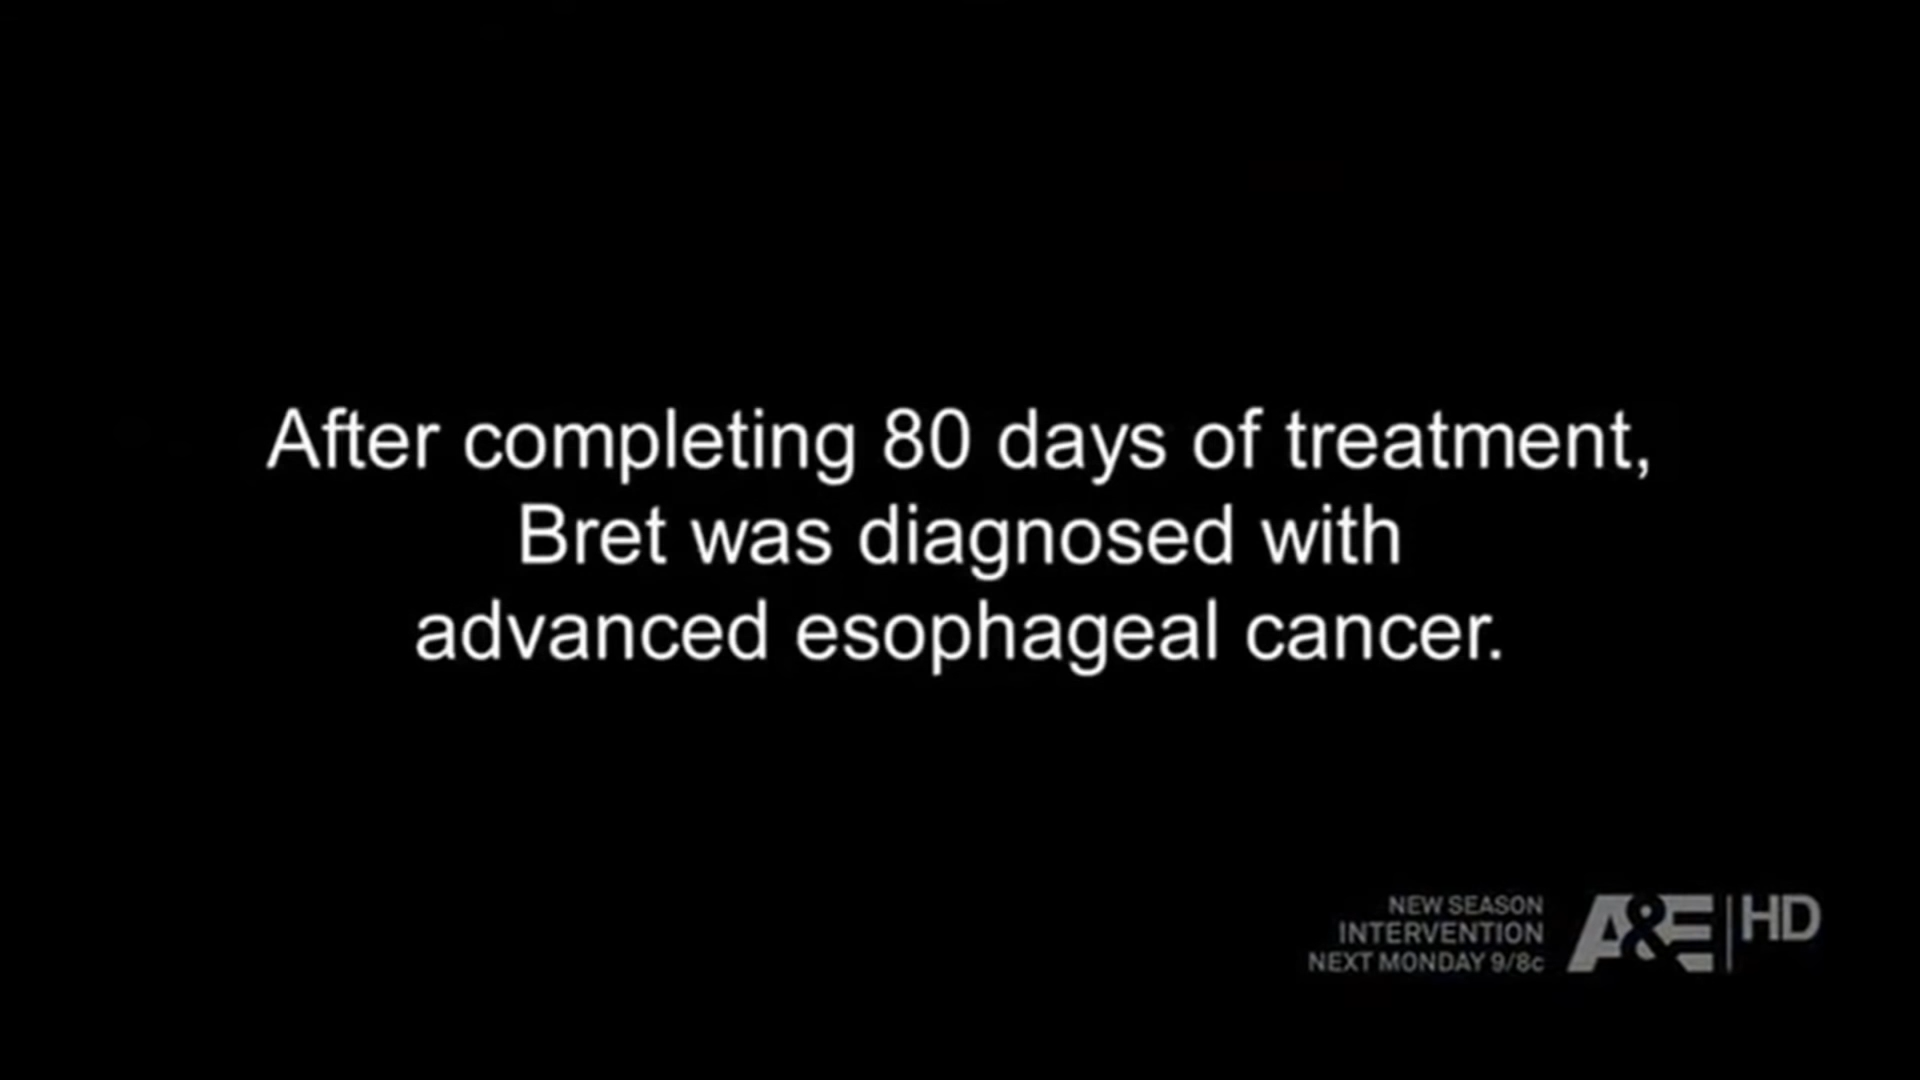 After completing 80 days of treatment,
Bret was diagnosed with
advanced esophageal cancer.
NEW SEASON
INTERVENTION
NEXT MONDAY 9/8c
A&E HD